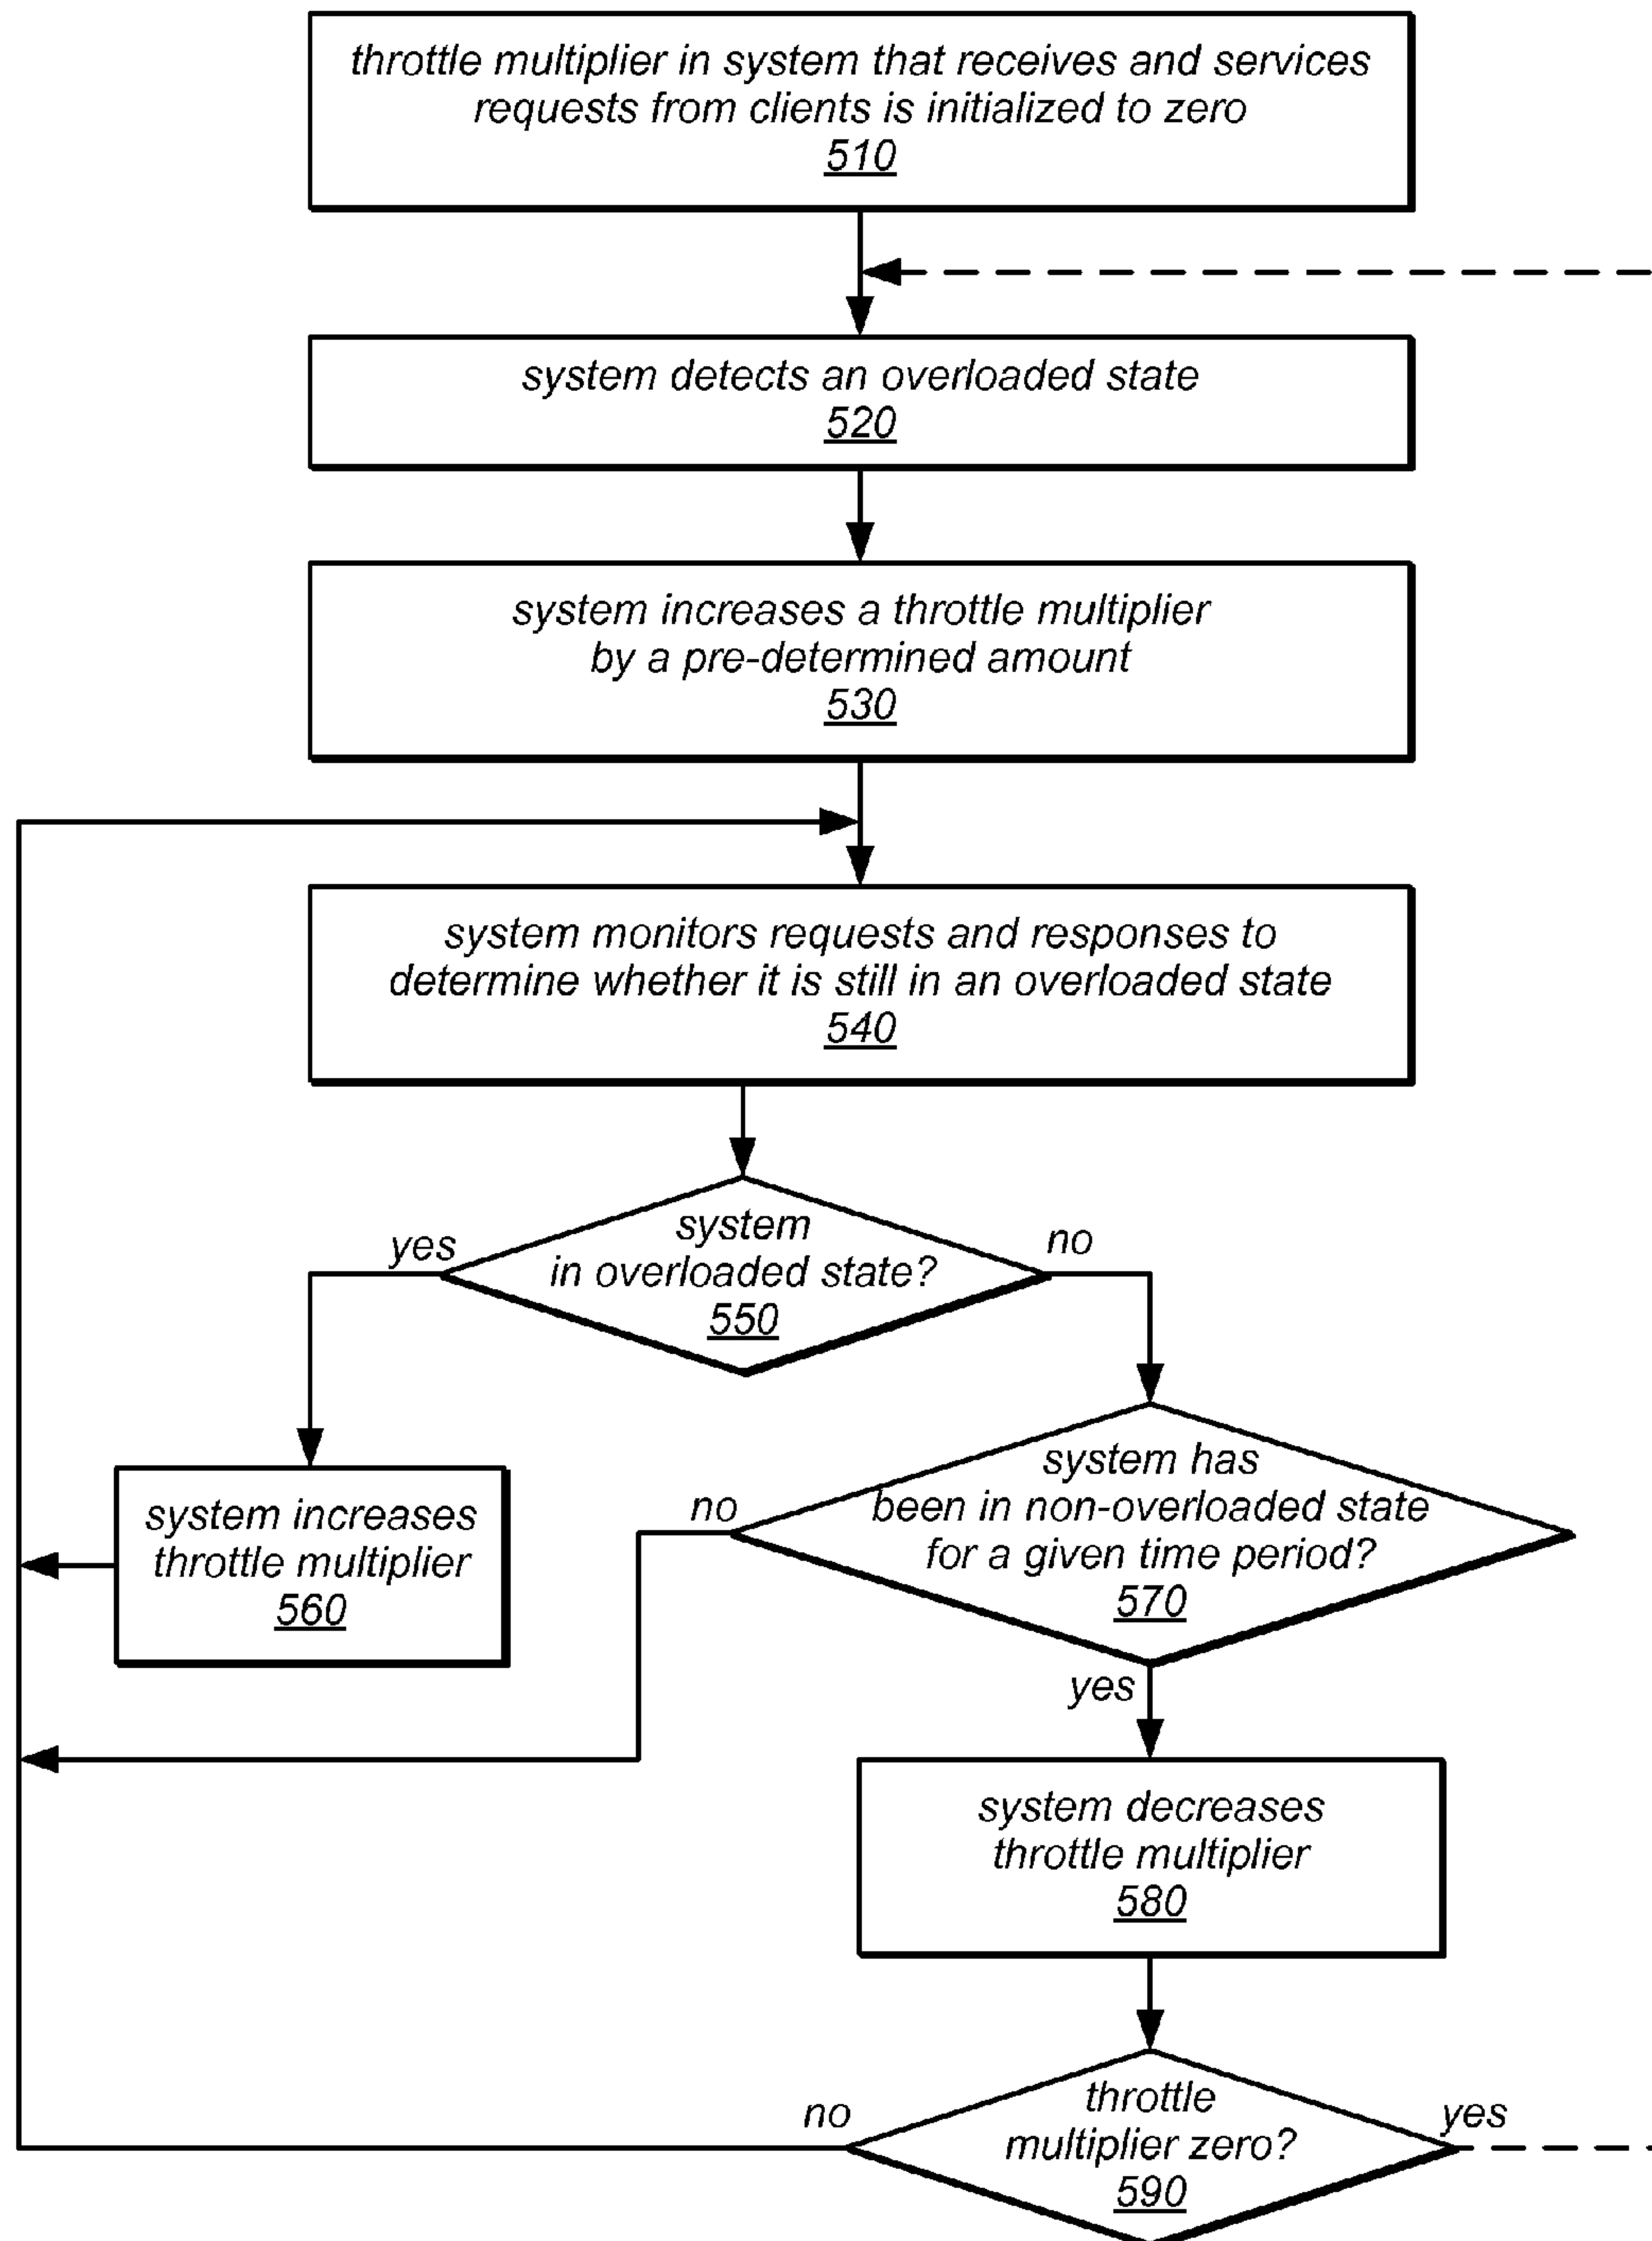 throttle multiplier in system that receives and services
requests from clients is initialized to zero
510
system detects an overloaded state
520
system increases a throttle multiplier
by a pre-determined amount
530
system monitors requests and responses to
determine whether it is still in an overloaded state
540
system
in overloaded state?
550
yes
no
system increases
throttle multiplier
560
system has
been in non-overloaded state
for a given time period?
570
no
yes
system decreases
throttle multiplier
580
throttle
multiplier zero?
590
no
yes